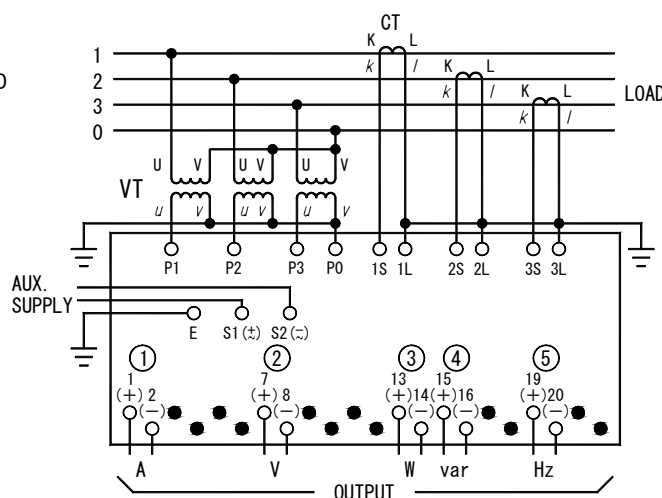 CT
1 K L
k l
2 K L
D k l LOAD
3 K L
k l
0
U V U V U V
VT
u v u v u v
P1 P2 P3 P0 1S 1L 2S 2L 3S 3L
AUX.
SUPPLY
E S1(±̰) S2(⎓̰)
① ② ③ ④ ⑤
1 7 13 15 19
(+) 2 (+) 8 (+) 14 (+) 16 (+) 20
(−) (−) (−) (−) (−)
A V W var Hz
OUTPUT